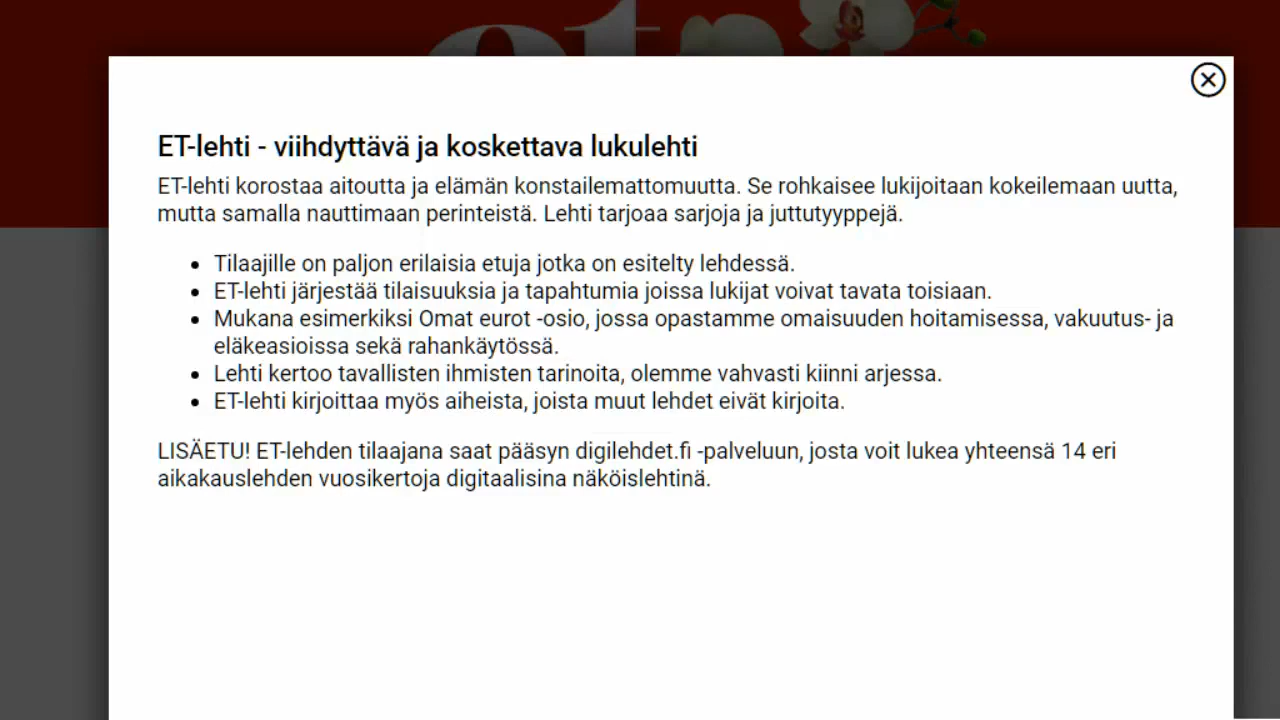 ET-lehti - viihdyttävä ja koskettava lukulehti
ET-lehti korostaa aitoutta ja elämän konstailemattomuutta. Se rohkaisee lukijoitaan kokeilemaan uutta,
mutta samalla nauttimaan perinteistä. Lehti tarjoaa sarjoja ja juttutyyppejä.
• Tilaajille on paljon erilaisia etuja jotka on esitelty lehdessä.
• ET-lehti järjestää tilaisuuksia ja tapahtumia joissa lukijat voivat tavata toisiaan.
• Mukana esimerkiksi Omat eurot -osio, jossa opastamme omaisuuden hoitamisessa, vakuutus- ja
eläkeasioissa sekä rahankäytössä.
• Lehti kertoo tavallisten ihmisten tarinoita, olemme vahvasti kiinni arjessa.
• ET-lehti kirjoittaa myös aiheista, joista muut lehdet eivät kirjoita.
LISÄETU! ET-lehden tilaajana saat pääsyn digilehdet.fi -palveluun, josta voit lukea yhteensä 14 eri
aikakauslehden vuosikertoja digitaalisina näköislehtinä.